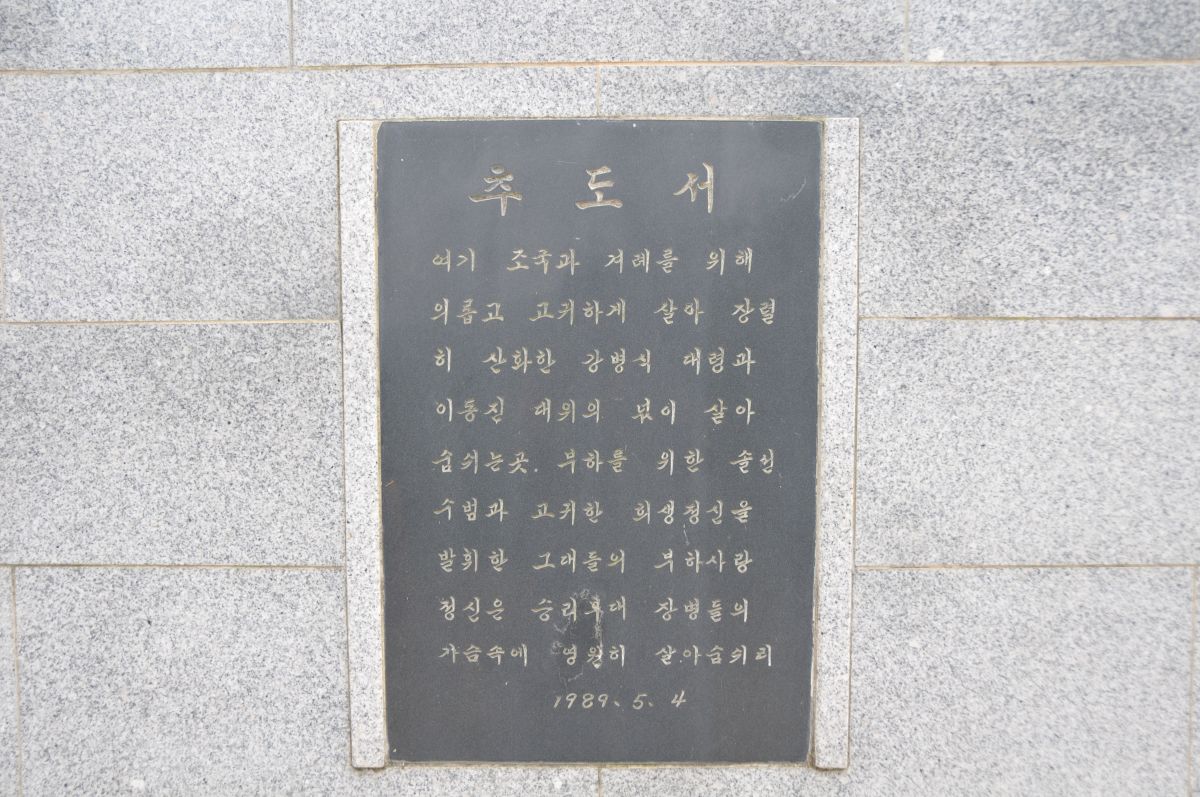 추 도 서
여기 조국과 겨레를 위해
의롭고 고귀하게 살아 장렬
히 산화한 강병식 대령과
이동진 대위의 넋이 살아
숨쉬는곳. 부하를 위한 솔선
수범과 고귀한 희생정신을
발휘한 그대들의 부하사랑
정신은 승리부대 장병들의
가슴속에 영원히 살아숨쉬리
1989. 5. 4